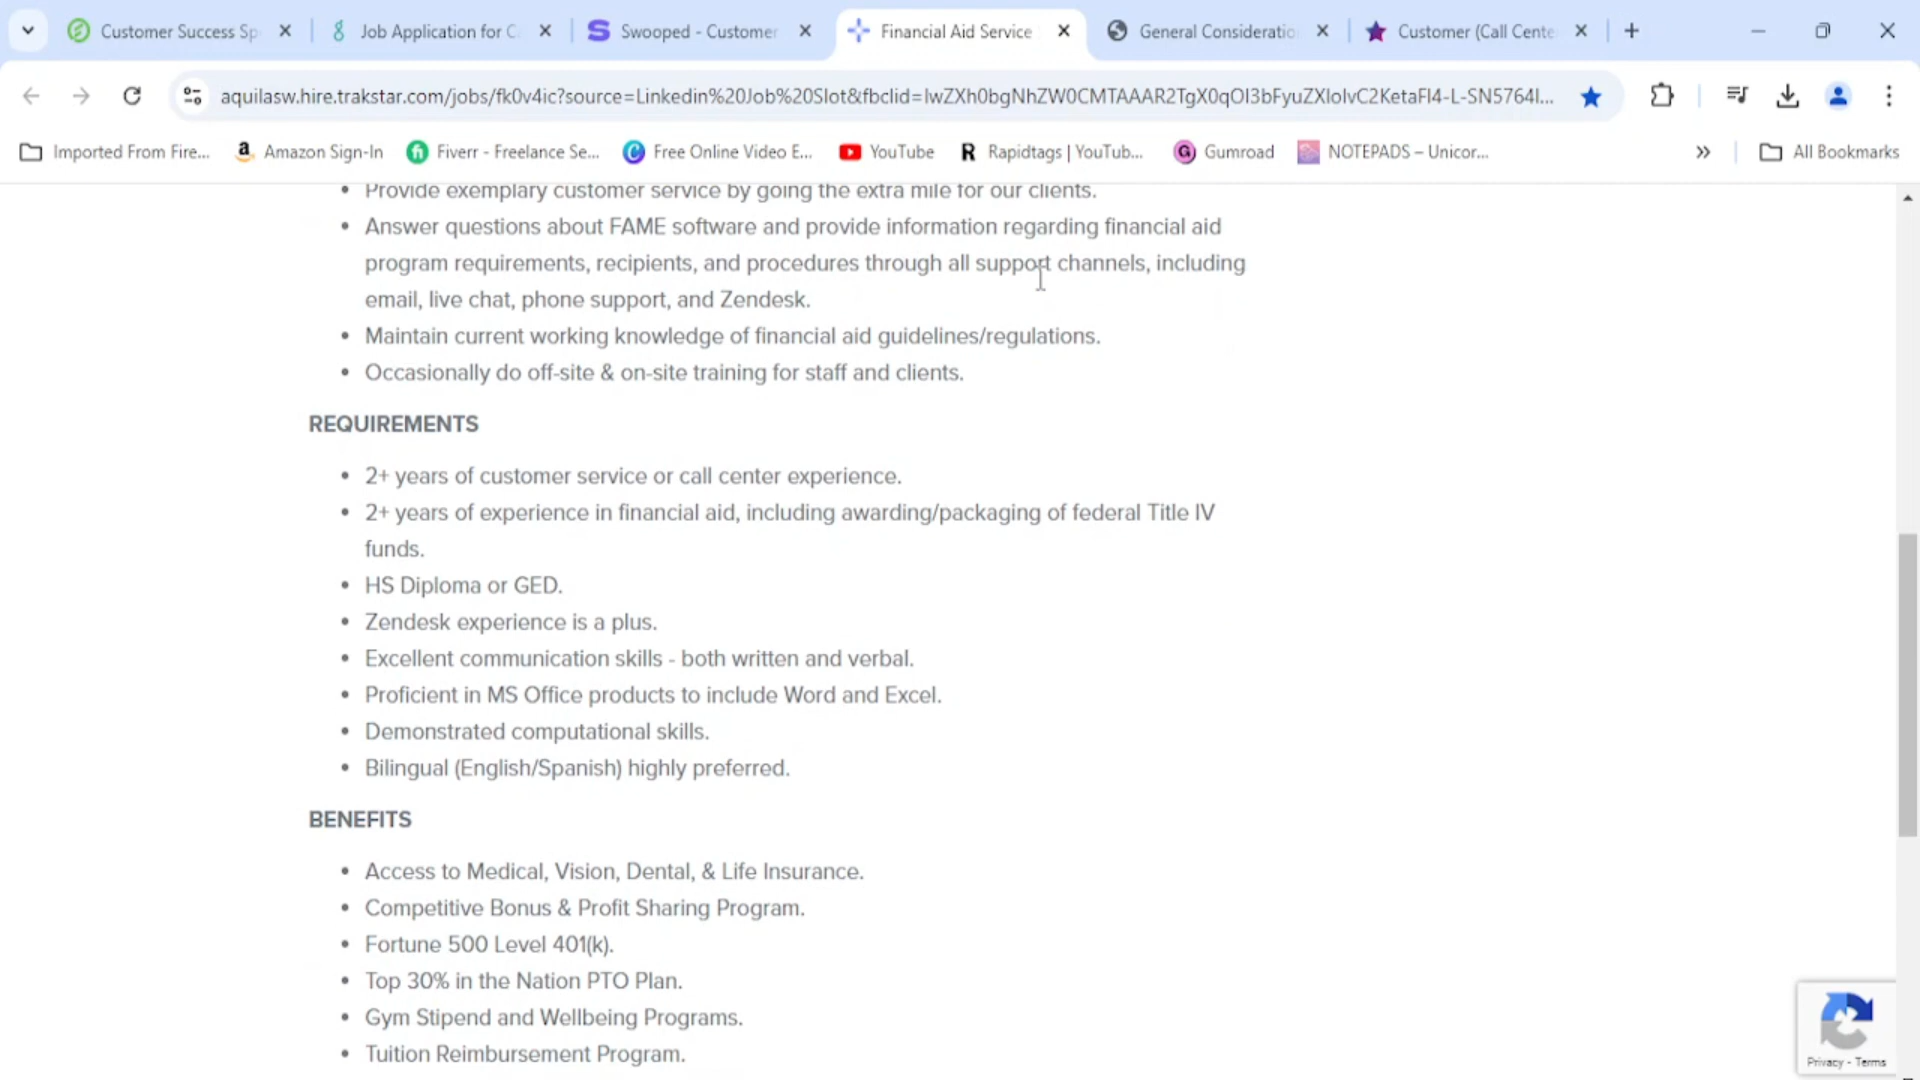 Customer Success Sp
Job Application for C
Swooped - Customer
Financial Aid Service
General Consideratio
Customer (Call Cente
aquilasw.hire.trakstar.com/jobs/fk0v4ic?source=Linkedin%20Job%20Slot&fbclid=IwZXh0bgNhZW0CMTAAAR2TgX0qOI3bFyuZXIolvC2KetaFI4-L-SN5764I...
Imported From Fire...
Amazon Sign-In
Fiverr - Freelance Se...
Free Online Video E...
YouTube
Rapidtags | YouTub...
Gumroad
NOTEPADS – Unicor...
All Bookmarks
• Provide exemplary customer service by going the extra mile for our clients.
• Answer questions about FAME software and provide information regarding financial aid
program requirements, recipients, and procedures through all support channels, including
email, live chat, phone support, and Zendesk.
• Maintain current working knowledge of financial aid guidelines/regulations.
• Occasionally do off-site & on-site training for staff and clients.
REQUIREMENTS
• 2+ years of customer service or call center experience.
• 2+ years of experience in financial aid, including awarding/packaging of federal Title IV
funds.
• HS Diploma or GED.
• Zendesk experience is a plus.
• Excellent communication skills - both written and verbal.
• Proficient in MS Office products to include Word and Excel.
• Demonstrated computational skills.
• Bilingual (English/Spanish) highly preferred.
BENEFITS
• Access to Medical, Vision, Dental, & Life Insurance.
• Competitive Bonus & Profit Sharing Program.
• Fortune 500 Level 401(k).
• Top 30% in the Nation PTO Plan.
• Gym Stipend and Wellbeing Programs.
• Tuition Reimbursement Program.
Privacy - Terms